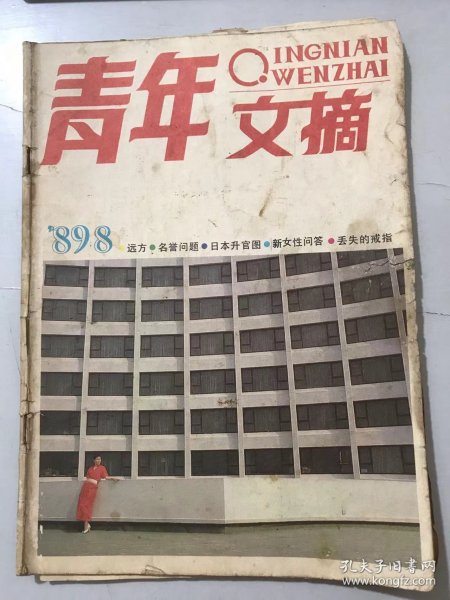 青年
QINGNIAN
WENZHAI
文摘
'89.8
远方●名誉问题●日本升官图●新女性问答●丢失的戒指
孔夫子旧书网
www.kongfz.com